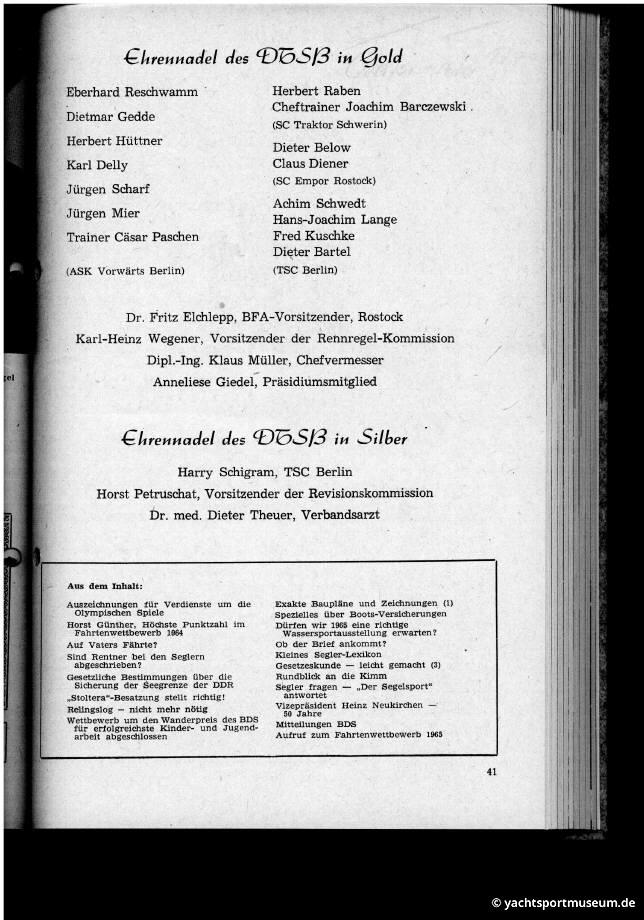 Ehrennadel des DTSB in Gold
Eberhard Reschwamm
Dietmar Gedde
Herbert Hüttner
Karl Delly
Jürgen Scharf
Jürgen Mier
Trainer Cäsar Paschen
(ASK Vorwärts Berlin)
Herbert Raben
Cheftrainer Joachim Barczewski
(SC Traktor Schwerin)
Dieter Below
Claus Diener
(SC Empor Rostock)
Achim Schwedt
Hans-Joachim Lange
Fred Kuschke
Dieter Bartel
(TSC Berlin)
Dr. Fritz Elchlepp, BFA-Vorsitzender, Rostock
Karl-Heinz Wegener, Vorsitzender der Rennregel-Kommission
Dipl.-Ing. Klaus Müller, Chefvermesser
Anneliese Giedel, Präsidiumsmitglied
Ehrennadel des DTSB in Silber
Harry Schigram, TSC Berlin
Horst Petruschat, Vorsitzender der Revisionskommission
Dr. med. Dieter Theuer, Verbandsarzt
Aus dem Inhalt:
Auszeichnungen für Verdienste um die
Olympischen Spiele
Horst Günther, Höchste Punktzahl im
Fahrtenwettbewerb 1964
Auf Vaters Fährte?
Sind Rentner bei den Seglern
abgeschrieben?
Gesetzliche Bestimmungen über die
Sicherung der Seegrenze der DDR
„Stoltera"-Besatzung stellt richtig!
Relingslog — nicht mehr nötig
Wettbewerb um den Wanderpreis des BDS
für erfolgreichste Kinder- und Jugend-
arbeit abgeschlossen
Exakte Baupläne und Zeichnungen (1)
Spezielles über Boots-Versicherungen
Dürfen wir 1965 eine richtige
Wassersportausstellung erwarten?
Ob der Brief ankommt?
Kleines Segler-Lexikon
Gesetzeskunde — leicht gemacht (3)
Rundblick an die Kimm
Segler fragen — „Der Segelsport"
antwortet
Vizepräsident Heinz Neukirchen —
50 Jahre
Mitteilungen BDS
Aufruf zum Fahrtenwettbewerb 1965
41
© yachtsportmuseum.de